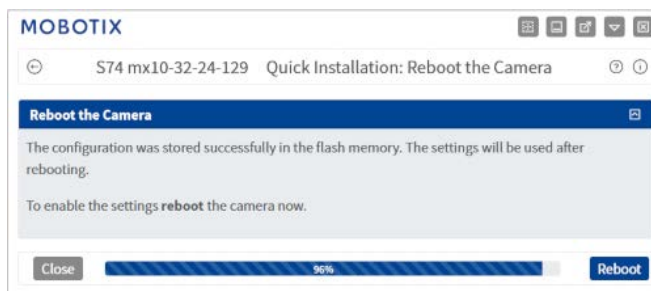 MOBOTIX
S74 mx10-32-24-129 Quick Installation: Reboot the Camera
Reboot the Camera
The configuration was stored successfully in the flash memory. The settings will be used after
rebooting.
To enable the settings reboot the camera now.
Close 96% Reboot